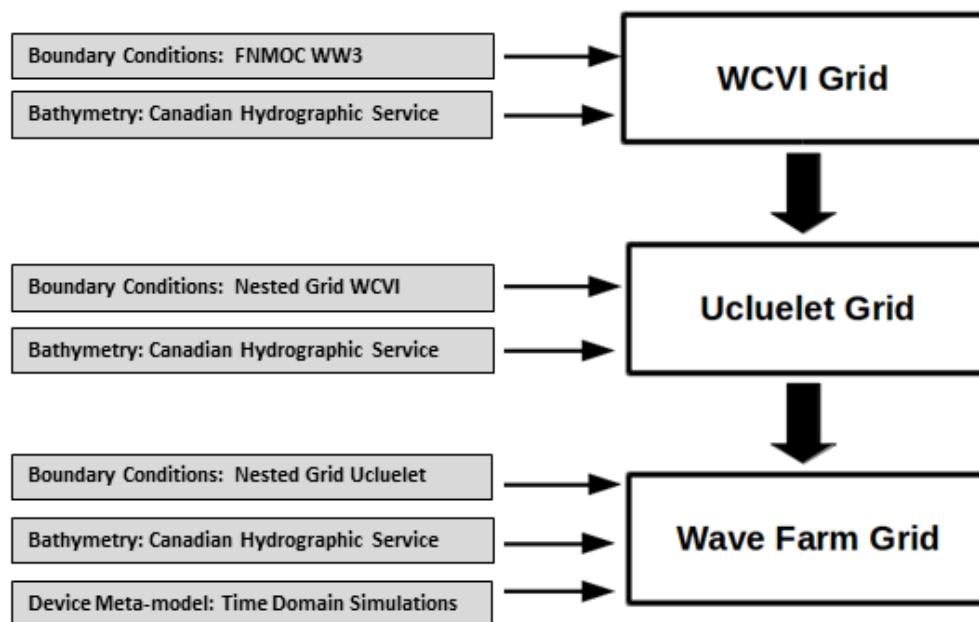 Boundary Conditions: FNMOC WW3
Bathymetry: Canadian Hydrographic Service
WCVI Grid
Boundary Conditions: Nested Grid WCVI
Bathymetry: Canadian Hydrographic Service
Ucluelet Grid
Boundary Conditions: Nested Grid Ucluelet
Bathymetry: Canadian Hydrographic Service
Device Meta-model: Time Domain Simulations
Wave Farm Grid